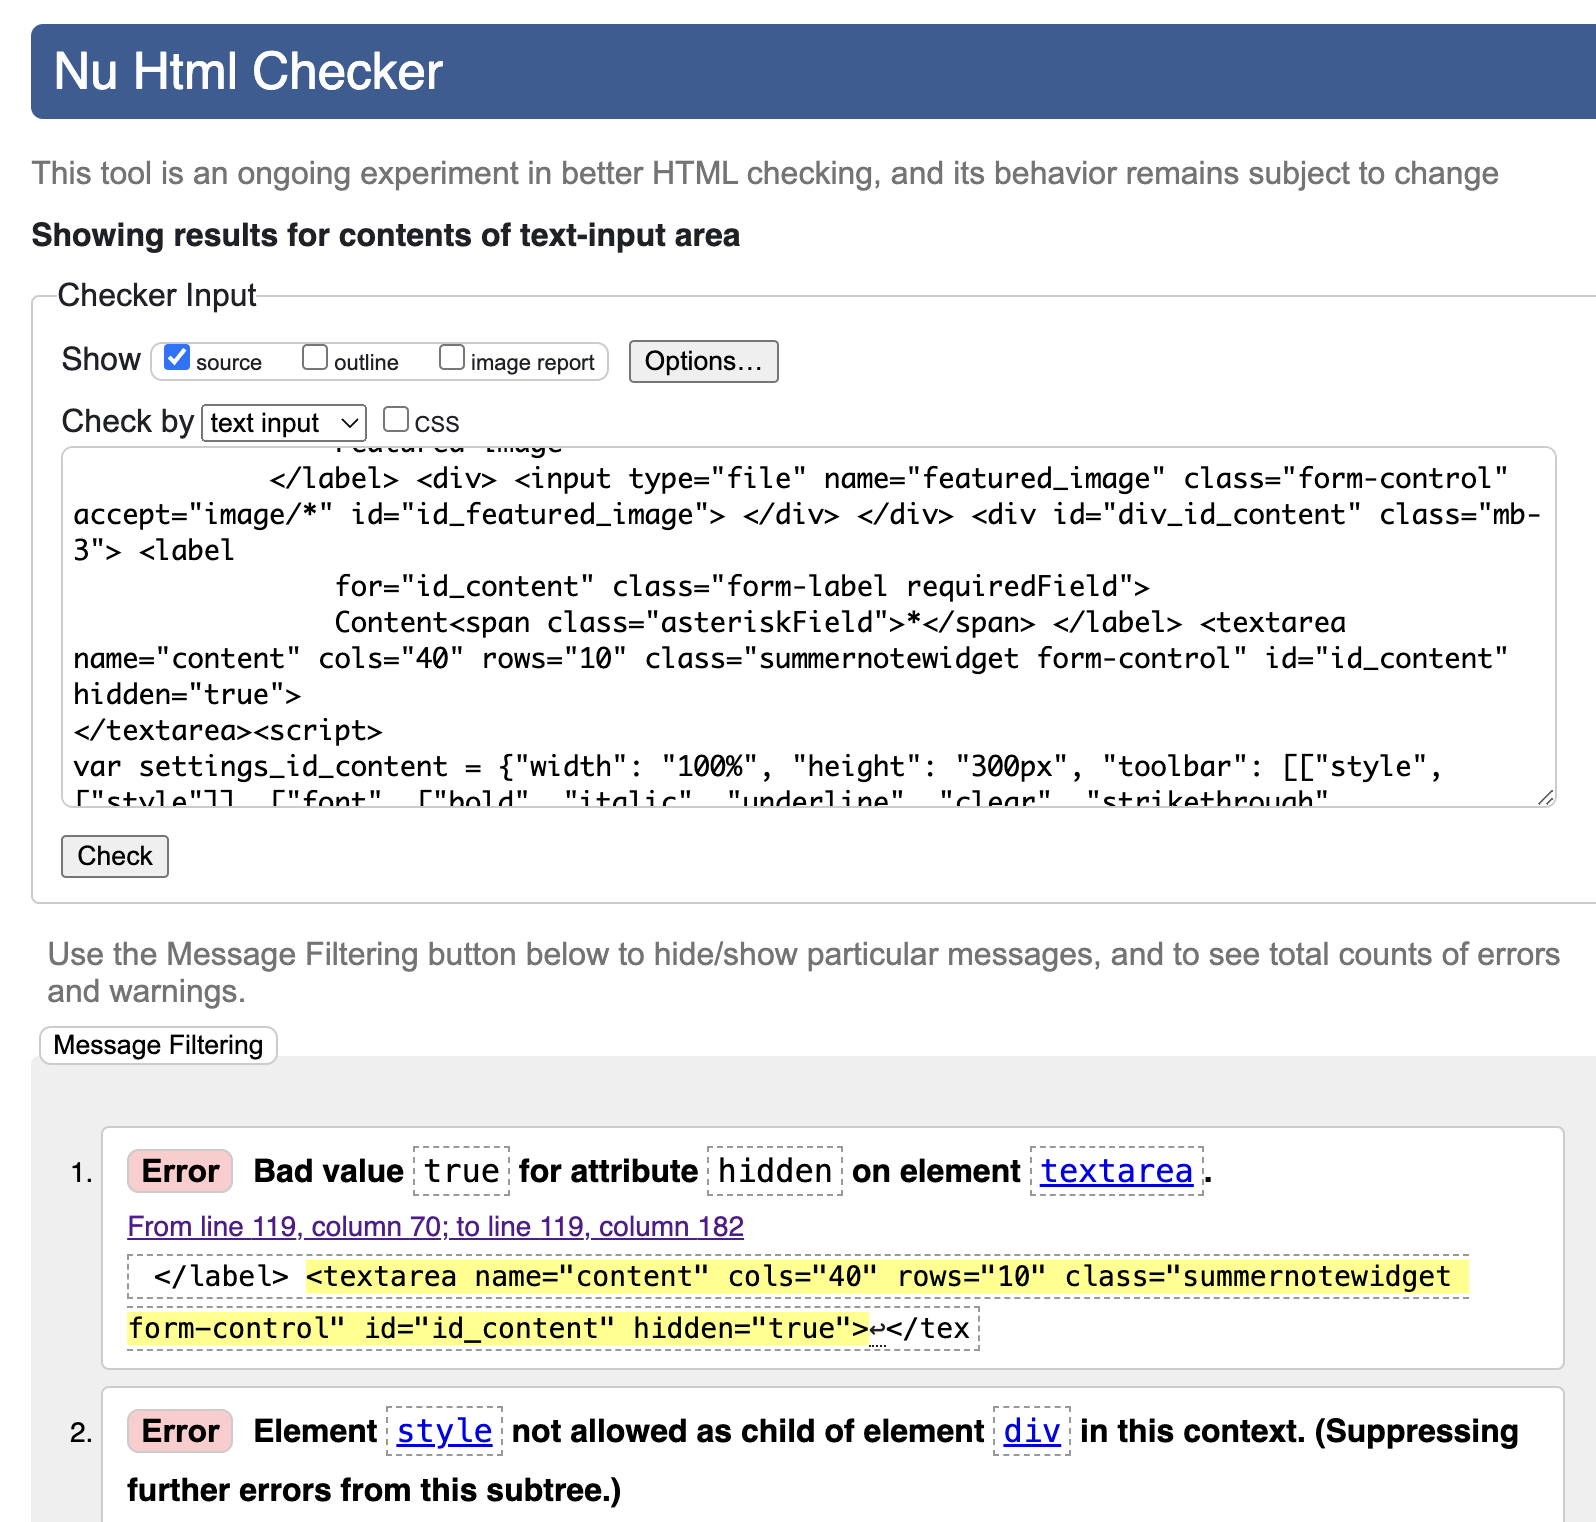 Nu Html Checker
This tool is an ongoing experiment in better HTML checking, and its behavior remains subject to change
Showing results for contents of text-input area
Checker Input
Show source outline image report Options...
Check by text input CSS
Featured image
</label> <div> <input type="file" name="featured_image" class="form-control"
accept="image/*" id="id_featured_image"> </div> </div> <div id="div_id_content" class="mb-
3"> <label
for="id_content" class="form-label requiredField">
Content<span class="asteriskField">*</span> </label> <textarea
name="content" cols="40" rows="10" class="summernotewidget form-control" id="id_content"
hidden="true">
</textarea><script>
var settings_id_content = {"width": "100%", "height": "300px", "toolbar": [["style",
["style"]], ["font", ["bold", "italic", "underline", "clear", "strikethrough",
Check
Use the Message Filtering button below to hide/show particular messages, and to see total counts of errors
and warnings.
Message Filtering
1. Error Bad value true for attribute hidden on element textarea.
From line 119, column 70; to line 119, column 182
</label> <textarea name="content" cols="40" rows="10" class="summernotewidget
form-control" id="id_content" hidden="true">↩</tex
2. Error Element style not allowed as child of element div in this context. (Suppressing
further errors from this subtree.)